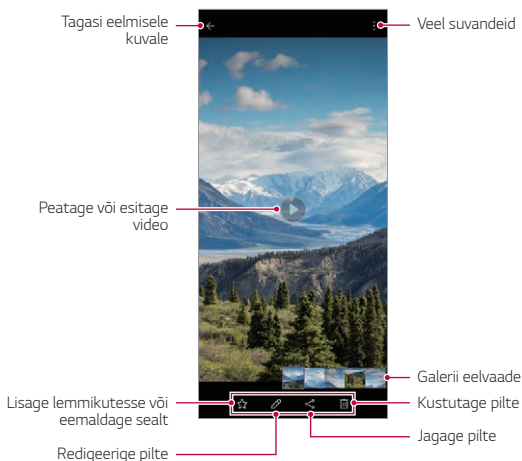 Tagasi eelmisele
kuvale
Veel suvandeid
Peatage või esitage
video
Galerii eelvaade
Lisage lemmikutesse või
eemaldage sealt
Kustutage pilte
Jagage pilte
Redigeerige pilte